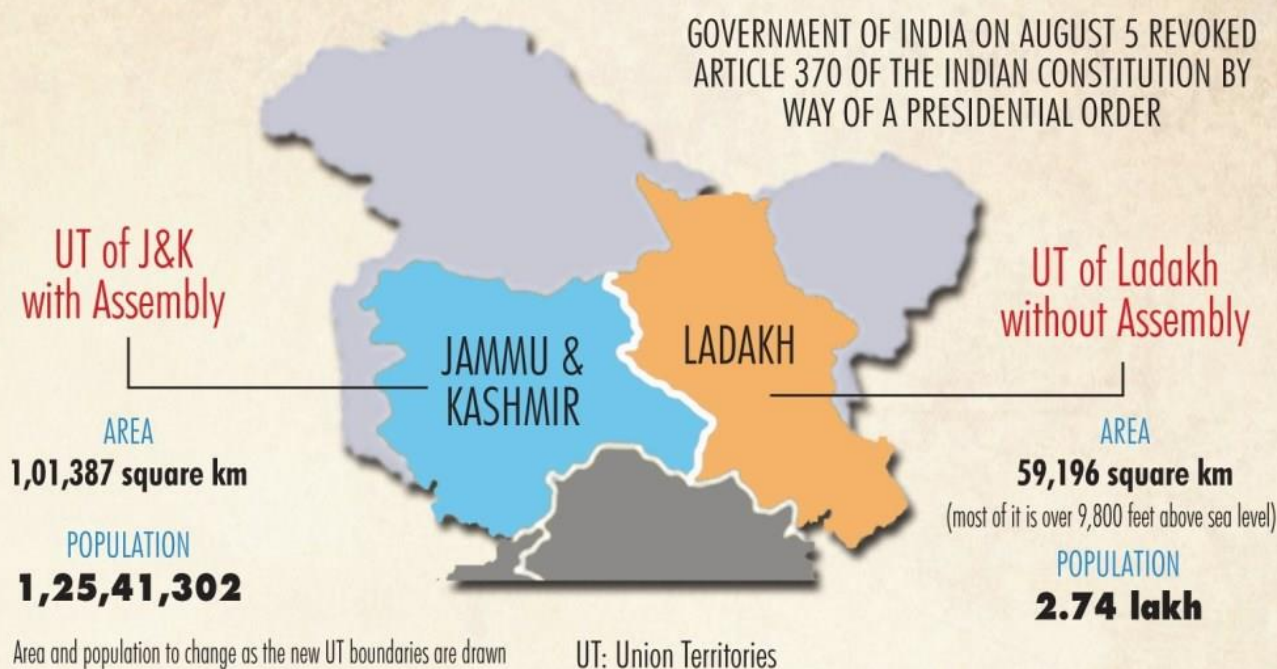 GOVERNMENT OF INDIA ON AUGUST 5 REVOKED
ARTICLE 370 OF THE INDIAN CONSTITUTION BY
WAY OF A PRESIDENTIAL ORDER
UT of J&K
with Assembly
AREA
1,01,387 square km
POPULATION
1,25,41,302
JAMMU &
KASHMIR
LADAKH
UT of Ladakh
without Assembly
AREA
59,196 square km
(most of it is over 9,800 feet above sea level)
POPULATION
2.74 lakh
Area and population to change as the new UT boundaries are drawn
UT: Union Territories